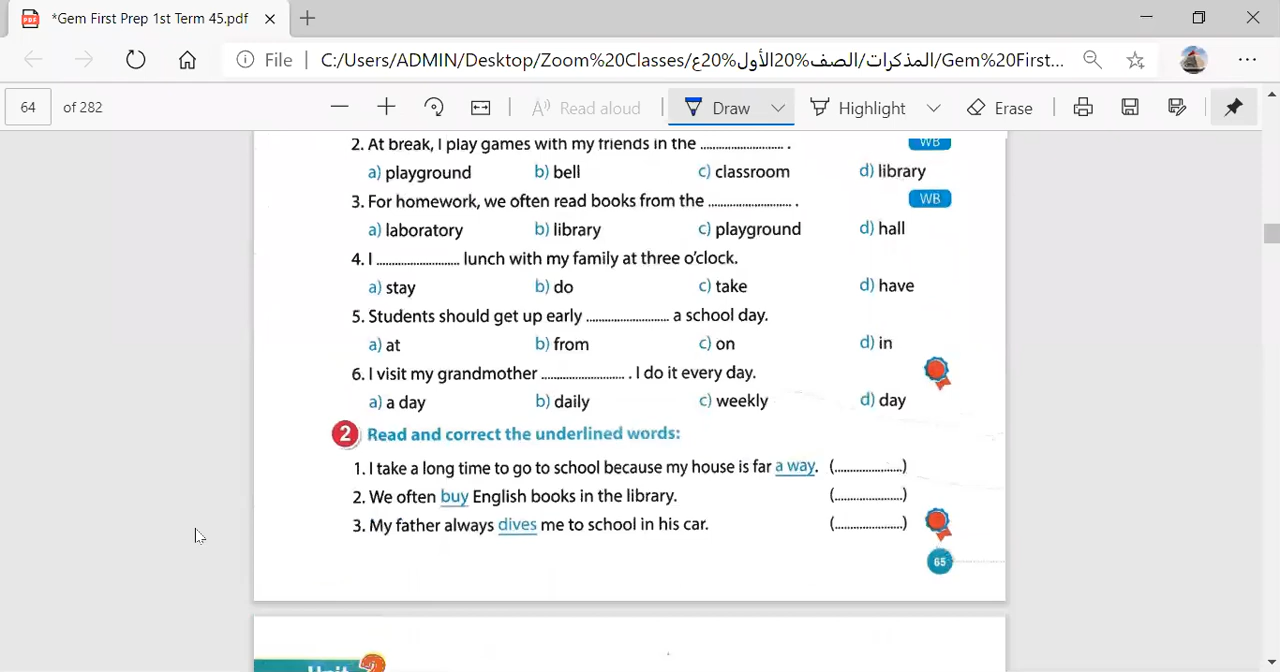 *Gem First Prep 1st Term 45.pdf
File
C:/Users/ADMIN/Desktop/Zoom%20Classes/المذكرات/الصف%20الأول%20ع/Gem%20First...
64 of 282
Read aloud
Draw
Highlight
Erase
2. At break, I play games with my friends in the ........................ .
WB
a) playground b) bell c) classroom d) library
3. For homework, we often read books from the ........................ .
WB
a) laboratory b) library c) playground d) hall
4. I ........................ lunch with my family at three o'clock.
a) stay b) do c) take d) have
5. Students should get up early ........................ a school day.
a) at b) from c) on d) in
6. I visit my grandmother ........................ . I do it every day.
a) a day b) daily c) weekly d) day
2 Read and correct the underlined words:
1. I take a long time to go to school because my house is far a way. (....................)
2. We often buy English books in the library. (....................)
3. My father always dives me to school in his car. (....................)
65
Unit